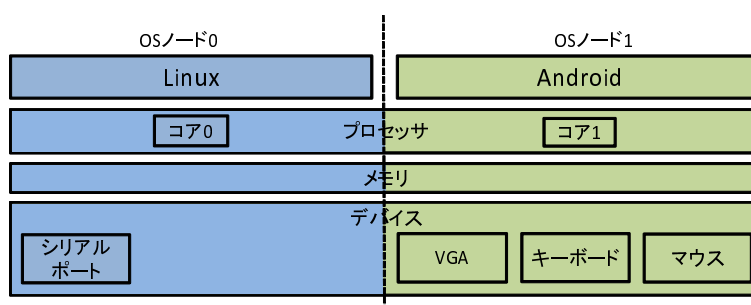 OSノード0
OSノード1
Linux
Android
プロセッサ
コア0
コア1
メモリ
デバイス
シリアル
ポート
VGA
キーボード
マウス